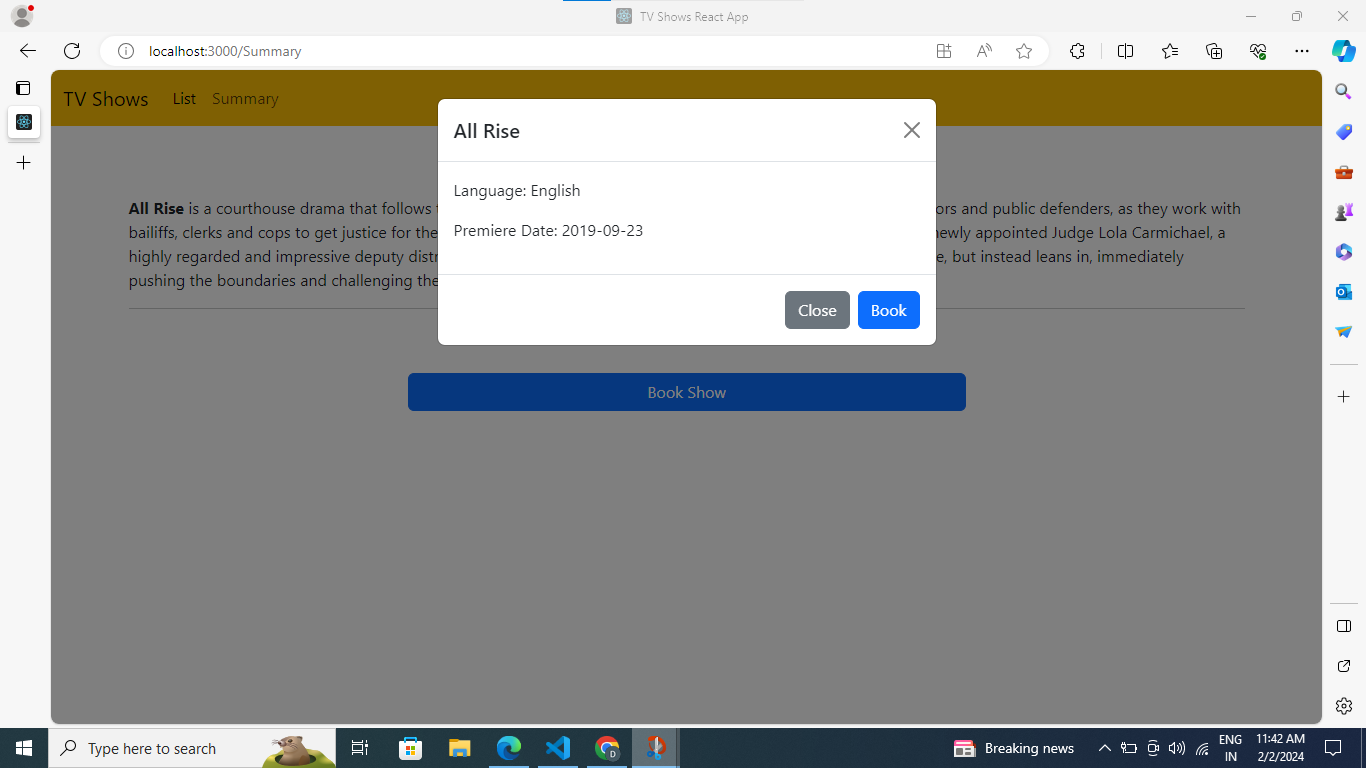 TV Shows React App
localhost:3000/Summary
TV Shows List Summary
All Rise
Language: English
Premiere Date: 2019-09-23
Close Book
All Rise is a courthouse drama that follows ors and public defenders, as they work with
bailiffs, clerks and cops to get justice for the newly appointed Judge Lola Carmichael, a
highly regarded and impressive deputy distr e, but instead leans in, immediately
pushing the boundaries and challenging the
Book Show
Type here to search
Breaking news
ENG
IN
11:42 AM
2/2/2024